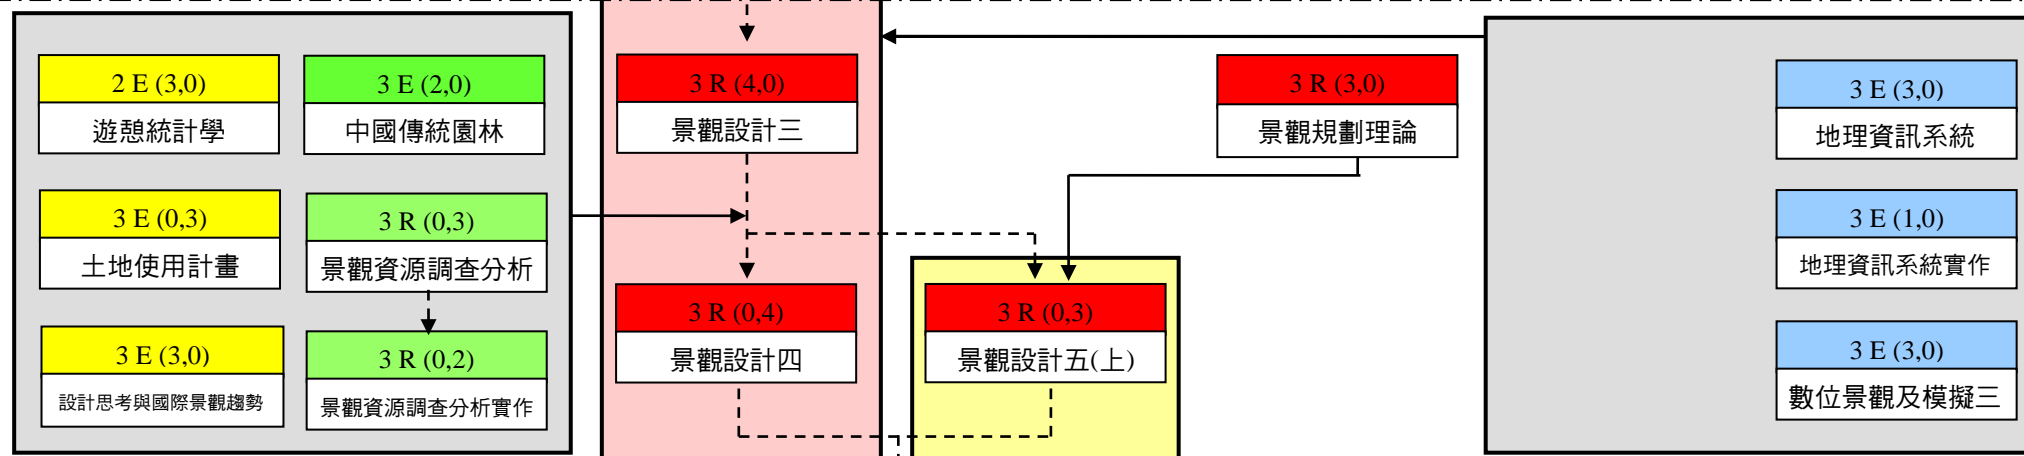 2 E (3,0)
遊憩統計學
3 E (2,0)
中國傳統園林
3 E (0,3)
土地使用計畫
3 R (0,3)
景觀資源調查分析
3 E (3,0)
設計思考與國際景觀趨勢
3 R (0,2)
景觀資源調查分析實作
3 R (4,0)
景觀設計三
3 R (0,4)
景觀設計四
3 R (3,0)
景觀規劃理論
3 R (0,3)
景觀設計五(上)
3 E (3,0)
地理資訊系統
3 E (1,0)
地理資訊系統實作
3 E (3,0)
數位景觀及模擬三